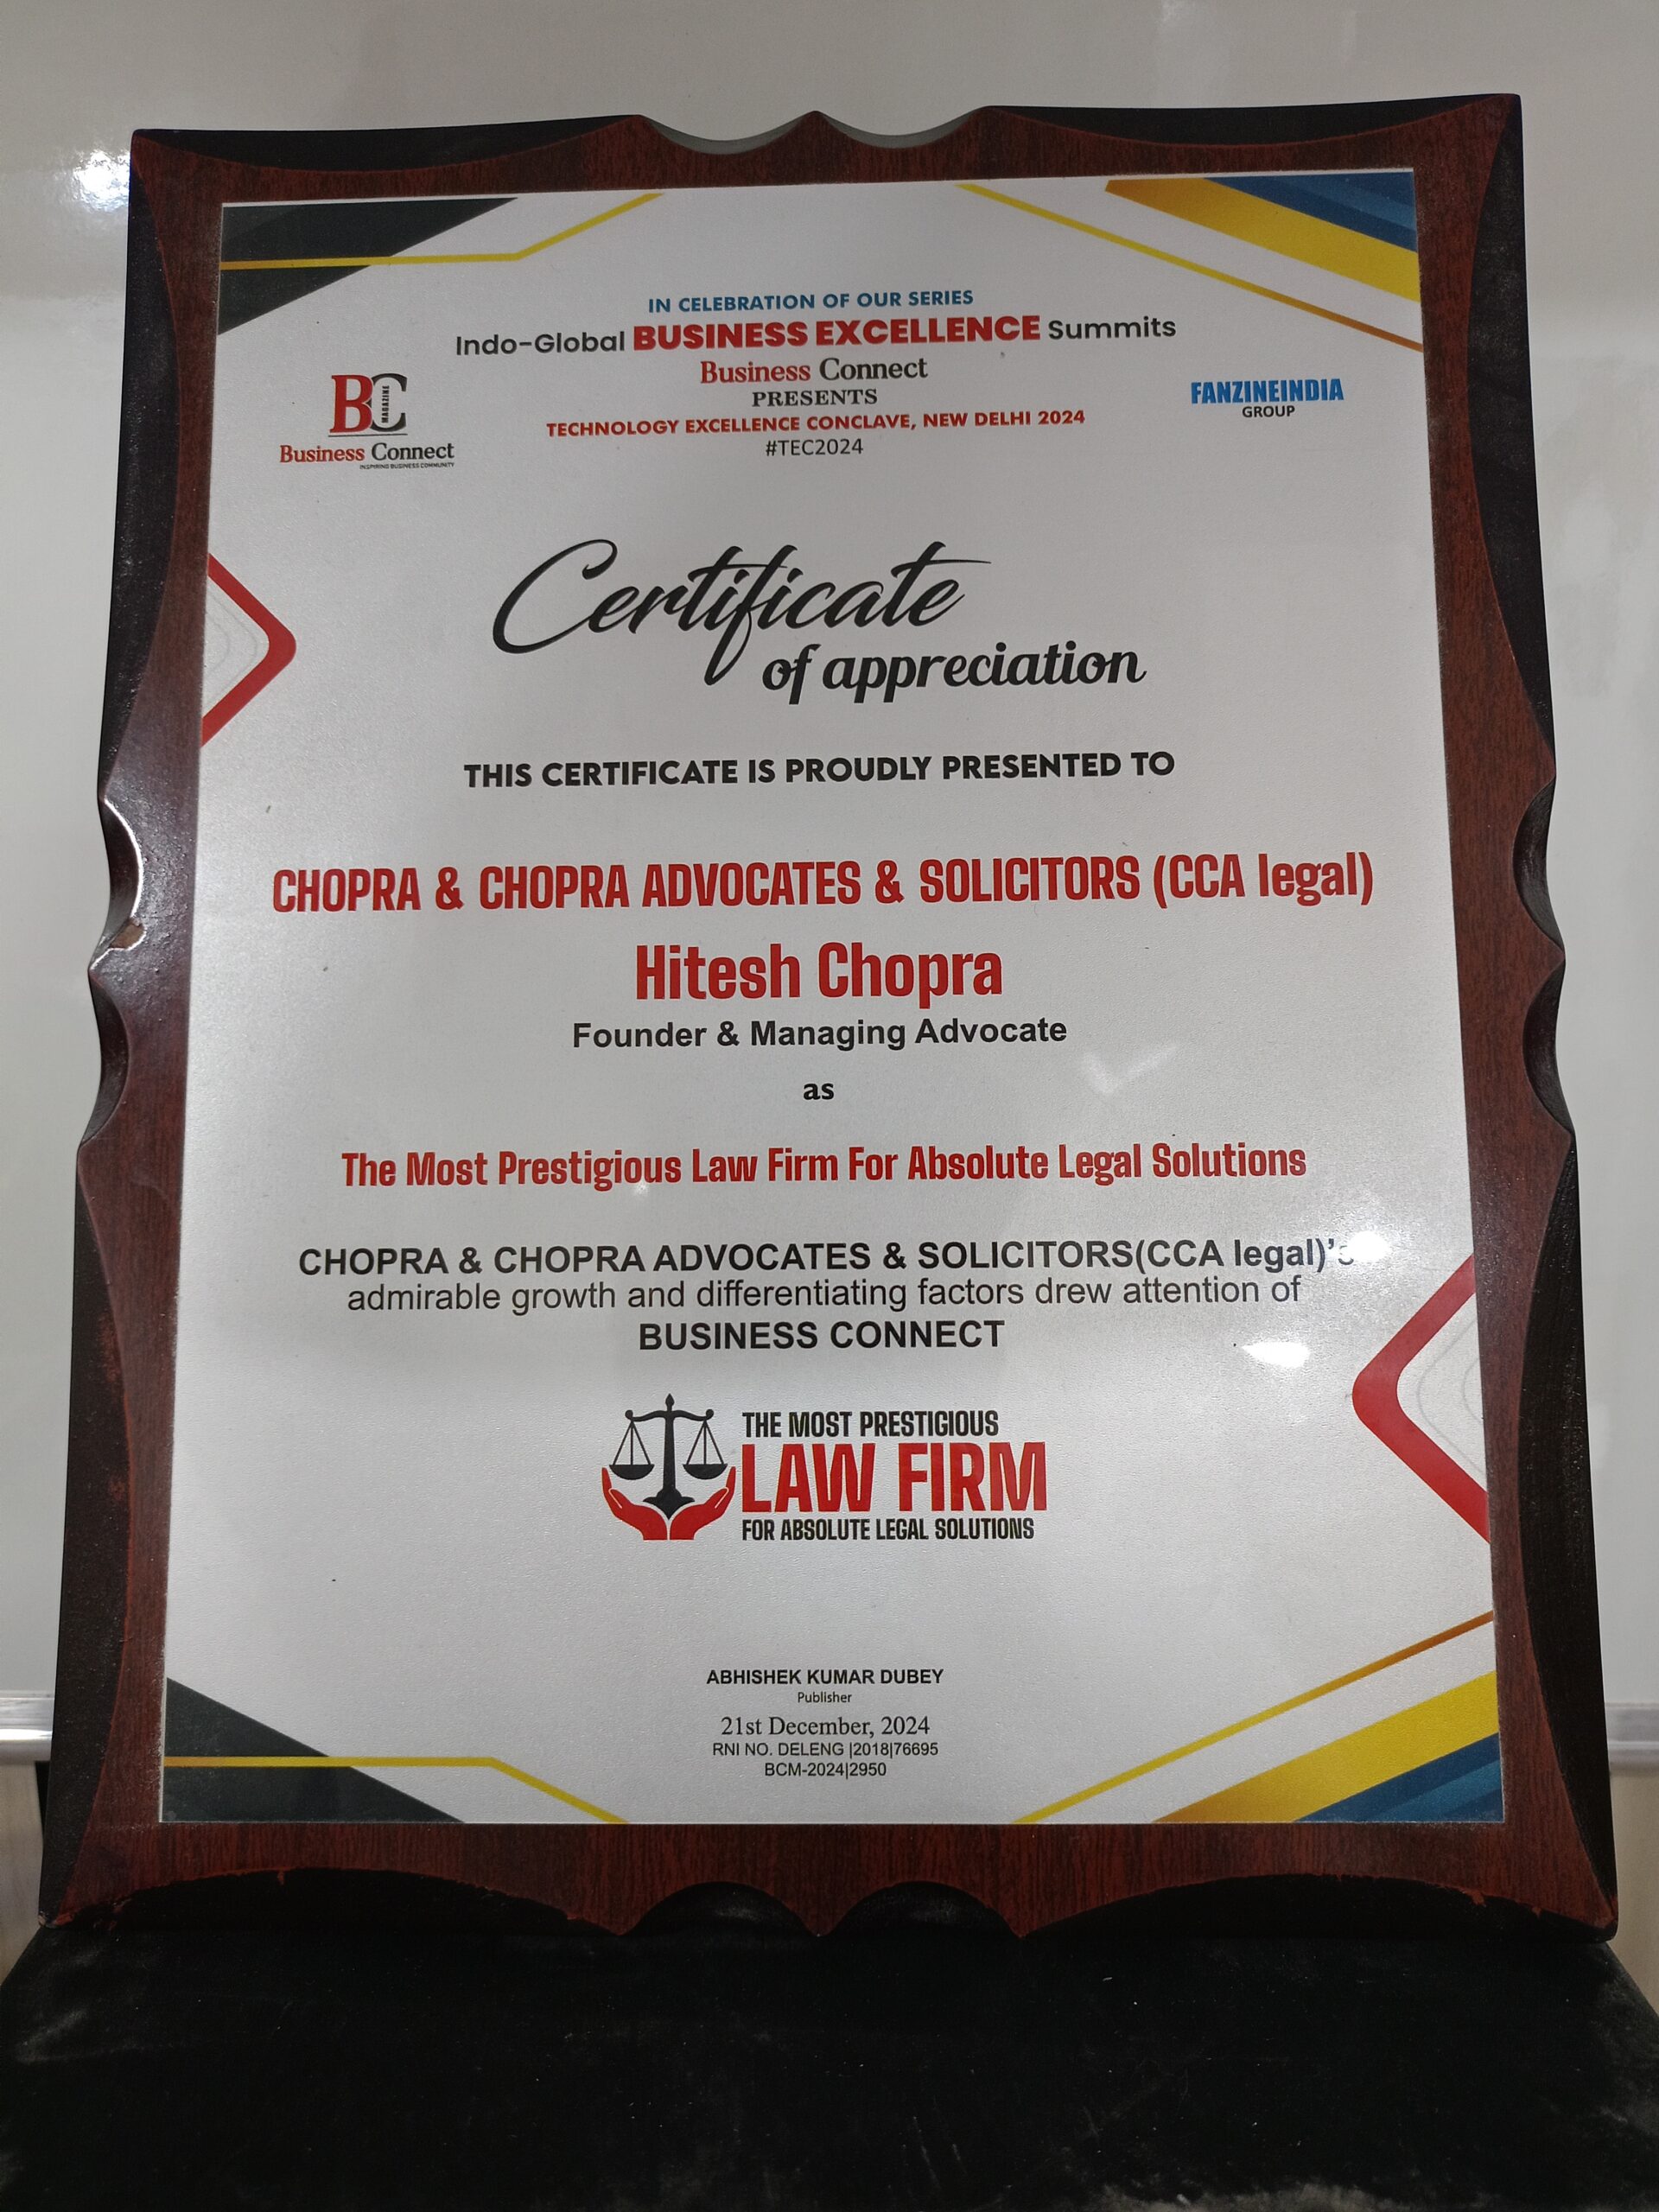 IN CELEBRATION OF OUR SERIES
Indo-Global BUSINESS EXCELLENCE Summits
Business Connect
PRESENTS
TECHNOLOGY EXCELLENCE CONCLAVE, NEW DELHI 2024
#TEC2024
BC
MAGAZINE
Business Connect
INSPIRING BUSINESS COMMUNITY
FANZINEINDIA
GROUP
Certificate
of appreciation
THIS CERTIFICATE IS PROUDLY PRESENTED TO
CHOPRA & CHOPRA ADVOCATES & SOLICITORS (CCA legal)
Hitesh Chopra
Founder & Managing Advocate
as
The Most Prestigious Law Firm For Absolute Legal Solutions
CHOPRA & CHOPRA ADVOCATES & SOLICITORS(CCA legal)'s
admirable growth and differentiating factors drew attention of
BUSINESS CONNECT
THE MOST PRESTIGIOUS
LAW FIRM
FOR ABSOLUTE LEGAL SOLUTIONS
ABHISHEK KUMAR DUBEY
Publisher
21st December, 2024
RNI NO. DELENG |2018|76695
BCM-2024|2950